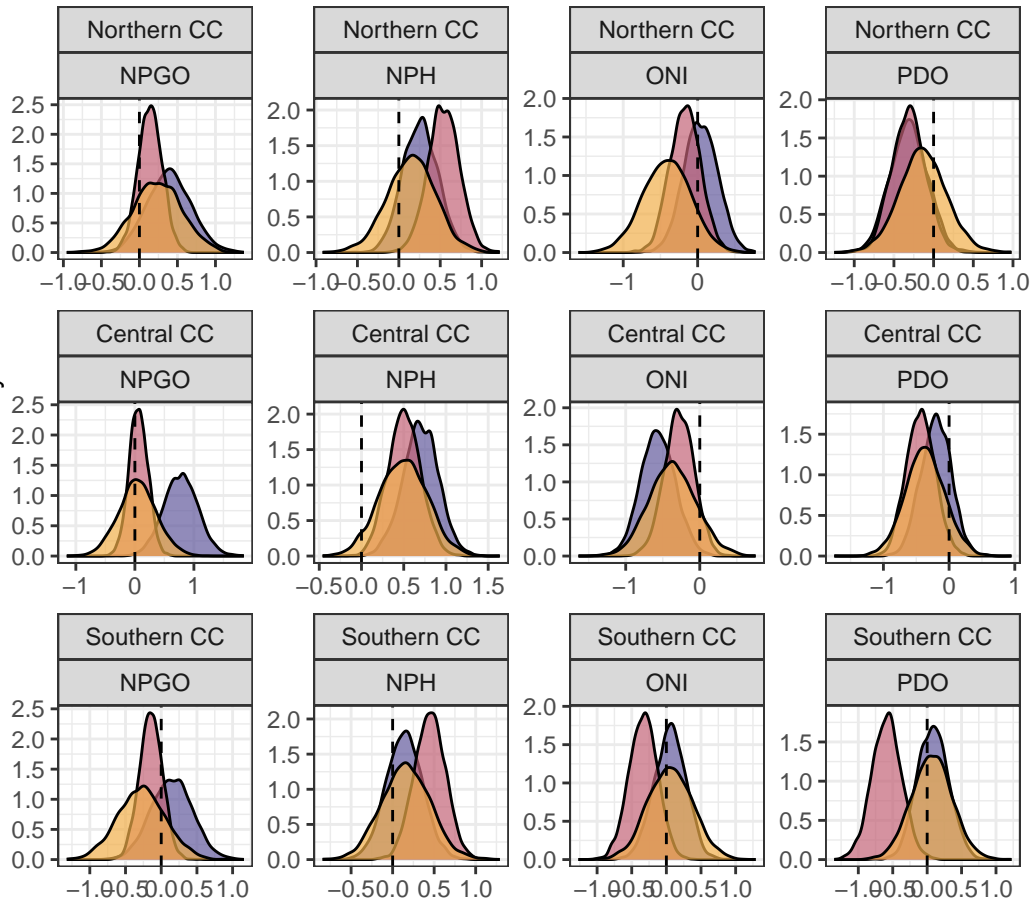 Northern CC Northern CC Northern CC Northern CC
NPGO NPH ONI PDO
2.5 2.0 1.5 1.0 0.5 0.0
2.0 1.5 1.0 0.5 0.0
2.0 1.5 1.0 0.5 0.0
2.0 1.5 1.0 0.5 0.0
−1.0 −0.5 0.0 0.5 1.0
−1.0 −0.5 0.0 0.5 1.0
−1 0
−1.0 −0.5 0.0 0.5 1.0
Central CC Central CC Central CC Central CC
NPGO NPH ONI PDO
2.5 2.0 1.5 1.0 0.5 0.0
2.0 1.5 1.0 0.5 0.0
2.0 1.5 1.0 0.5 0.0
1.5 1.0 0.5 0.0
−1 0 1
−0.5 0.0 0.5 1.0 1.5
−1 0
−1 0 1
Southern CC Southern CC Southern CC Southern CC
NPGO NPH ONI PDO
2.5 2.0 1.5 1.0 0.5 0.0
2.0 1.5 1.0 0.5 0.0
2.0 1.5 1.0 0.5 0.0
1.5 1.0 0.5 0.0
−1.0 −0.5 0.0 0.5 1.0
−0.5 0.0 0.5 1.0
−1.0 −0.5 0.0 0.5 1.0
−1.0 −0.5 0.0 0.5 1.0